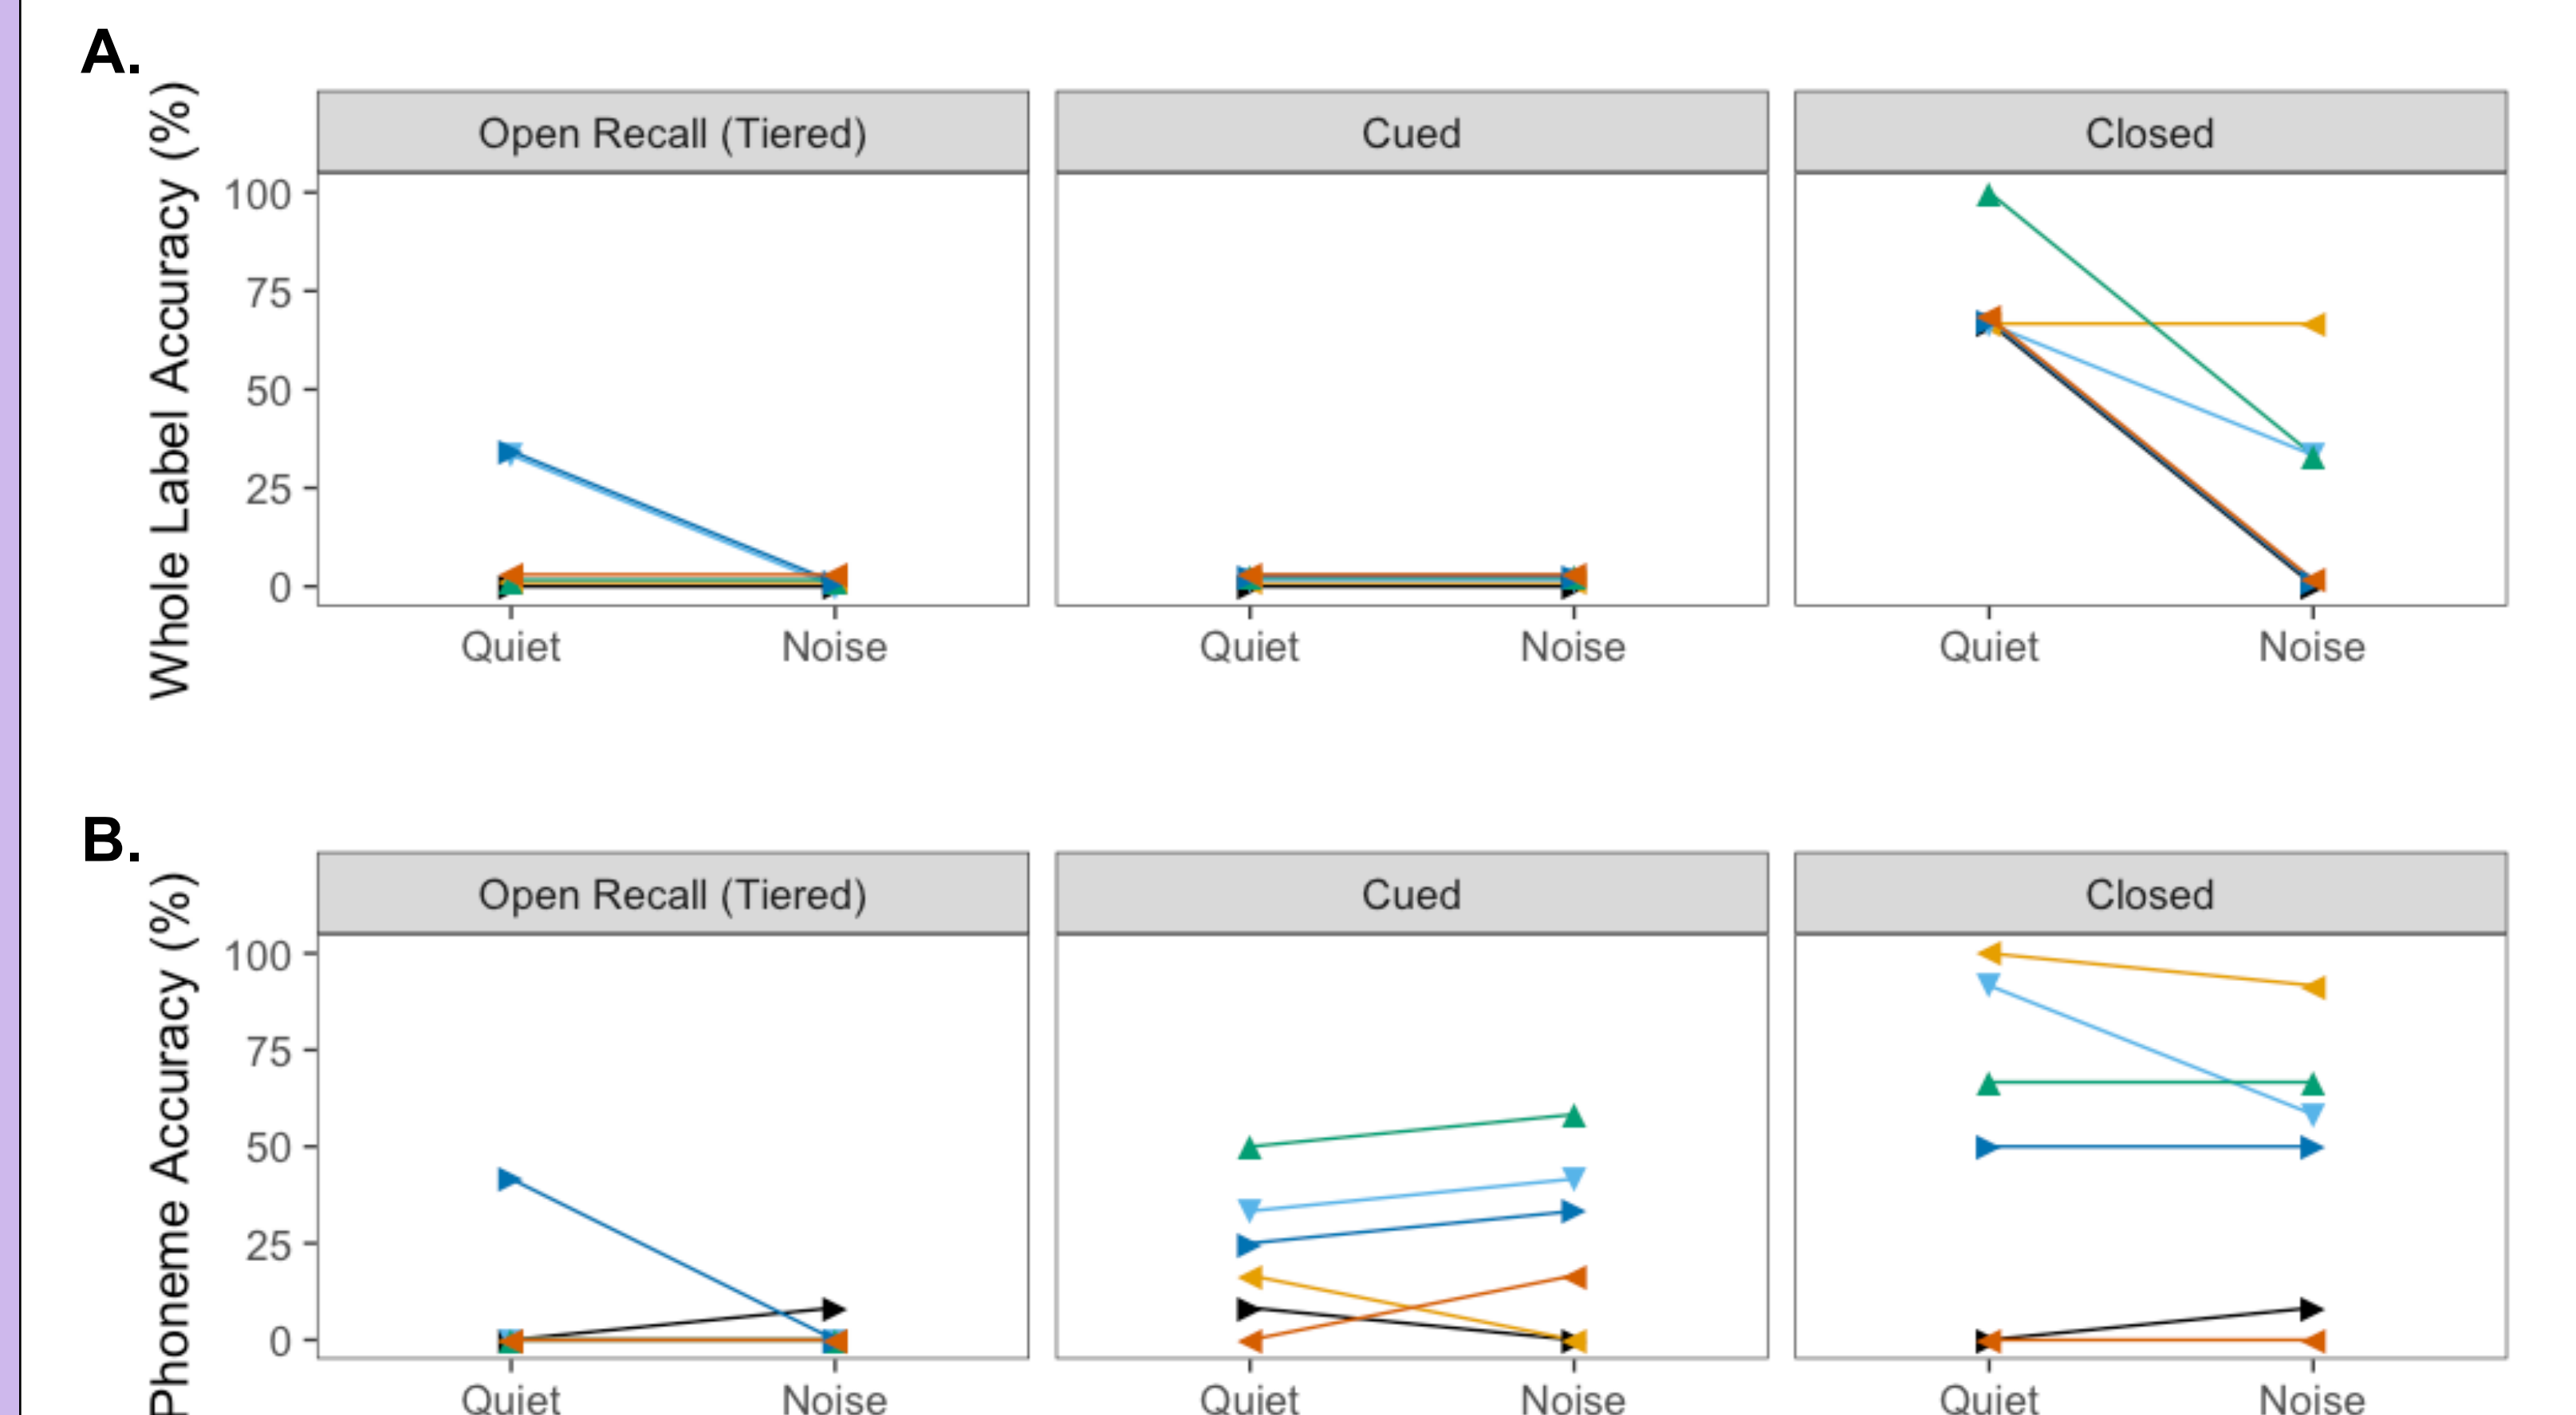 A.
Whole Label Accuracy (%)
Open Recall (Tiered)
Cued
Closed
100
75
50
25
0
Quiet
Noise
Quiet
Noise
Quiet
Noise
B.
Phoneme Accuracy (%)
Open Recall (Tiered)
Cued
Closed
100
75
50
25
0
Quiet
Noise
Quiet
Noise
Quiet
Noise